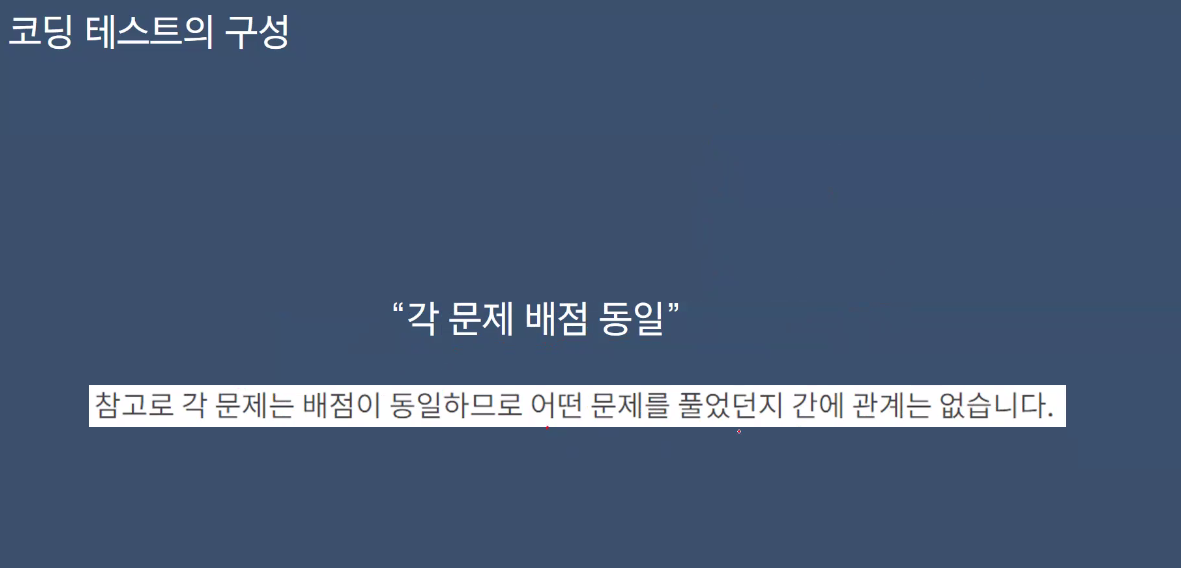 코딩 테스트의 구성
“각 문제 배점 동일”
참고로 각 문제는 배점이 동일하므로 어떤 문제를 풀었던지 간에 관계는 없습니다.